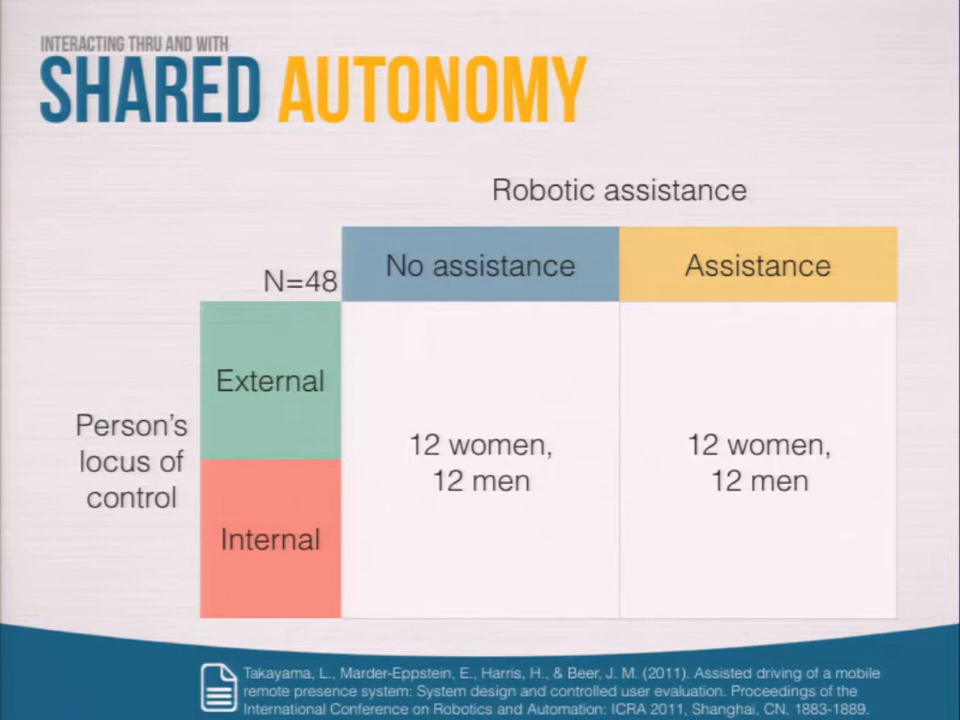 INTERACTING THRU AND WITH
SHARED AUTONOMY
Robotic assistance
N=48
No assistance
Assistance
External
Person's
locus of
control
Internal
12 women,
12 men
12 women,
12 men
Takayama, L., Marder-Eppstein, E., Harris, H., & Beer, J. M. (2011). Assisted driving of a mobile
remote presence system: System design and controlled user evaluation. Proceedings of the
International Conference on Robotics and Automation: ICRA 2011, Shanghai, CN, 1883-1889.